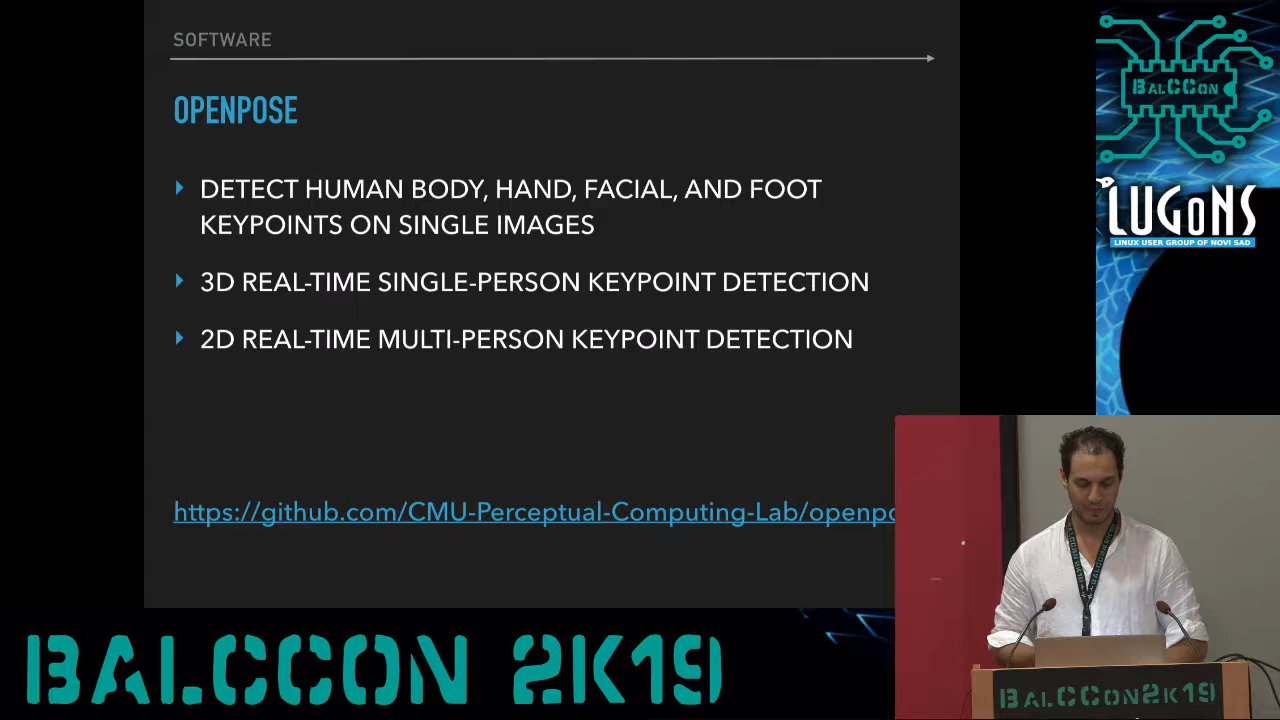 SOFTWARE
OPENPOSE
DETECT HUMAN BODY, HAND, FACIAL, AND FOOT
KEYPOINTS ON SINGLE IMAGES
3D REAL-TIME SINGLE-PERSON KEYPOINT DETECTION
2D REAL-TIME MULTI-PERSON KEYPOINT DETECTION
https://github.com/CMU-Perceptual-Computing-Lab/openpo
BALCCON
LUGONS
LINUX USER GROUP OF NOVI SAD
BALCCON 2K19
BALCCON 2K19
BALCCON2K19